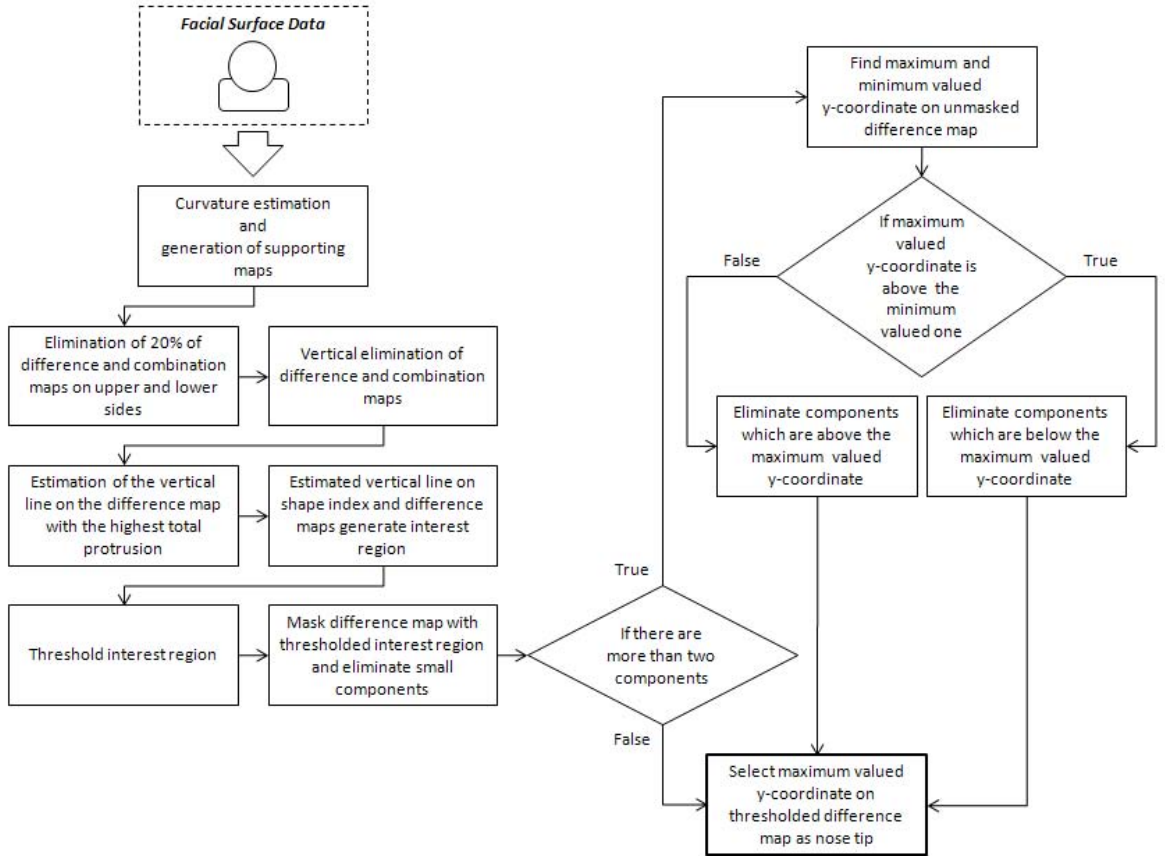 Facial Surface Data
Curvature estimation
and
generation of supporting
maps
Elimination of 20% of
difference and combination
maps on upper and lower
sides
Vertical elimination of
difference and combination
maps
Estimation of the vertical
line on the difference map
with the highest total
protrusion
Estimated vertical line on
shape index and difference
maps generate interest
region
Threshold interest region
Mask difference map with
thresholded interest region
and eliminate small
components
If there are
more than two
components
True
False
Find maximum and
minimum valued
y-coordinate on unmasked
difference map
If maximum
valued
y-coordinate is
above the
minimum
valued one
False
True
Eliminate components
which are above the
maximum valued
y-coordinate
Eliminate components
which are below the
maximum valued
y-coordinate
Select maximum valued
y-coordinate on
thresholded difference
map as nose tip